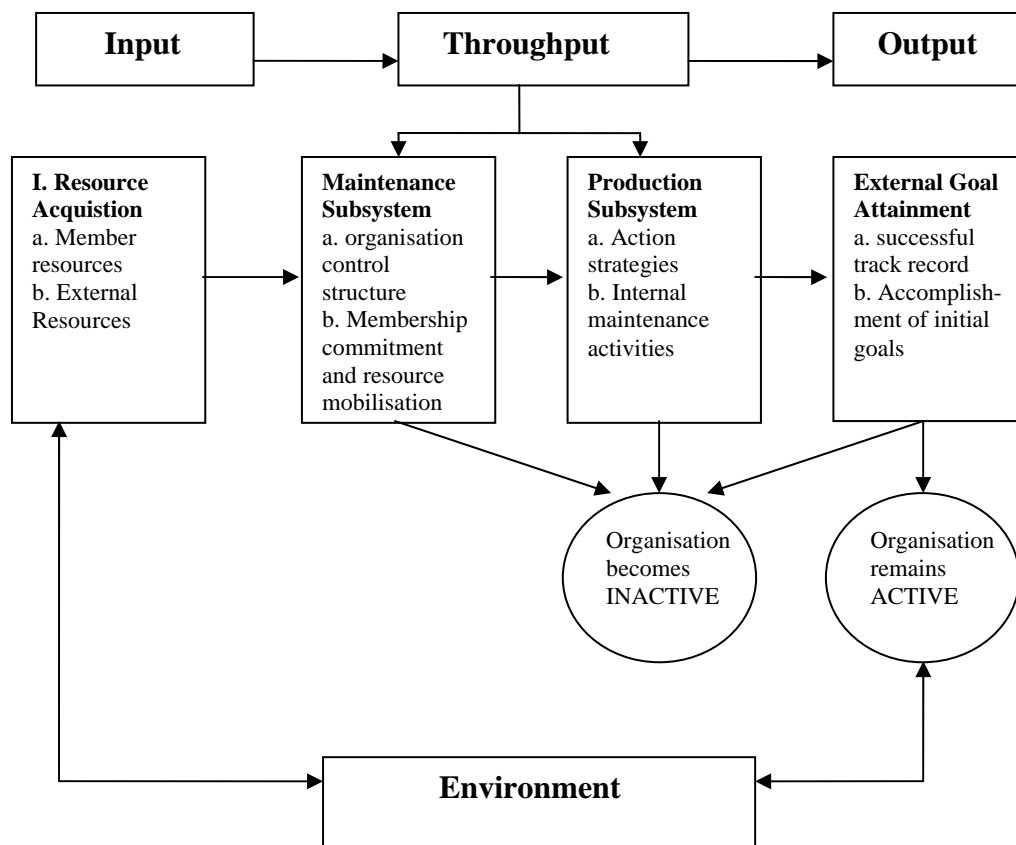 Input
Throughput
Output
I. Resource
Acquistion
a. Member
resources
b. External
Resources
Maintenance
Subsystem
a. organisation
control
structure
b. Membership
commitment
and resource
mobilisation
Production
Subsystem
a. Action
strategies
b. Internal
maintenance
activities
External Goal
Attainment
a. successful
track record
b. Accomplish-
ment of initial
goals
Organisation
becomes
INACTIVE
Organisation
remains
ACTIVE
Environment